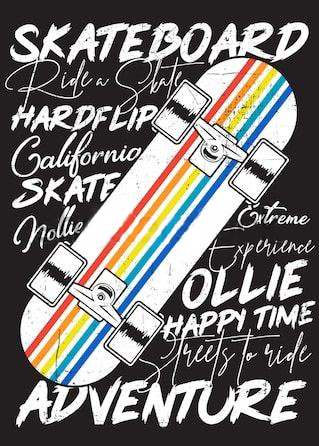 SKATEBOARD
Ride a Skate
HARDFLIP
California
SKATE
Nollie
Extreme
Experience
OLLIE
HAPPY TIME
Streets to ride
ADVENTURE